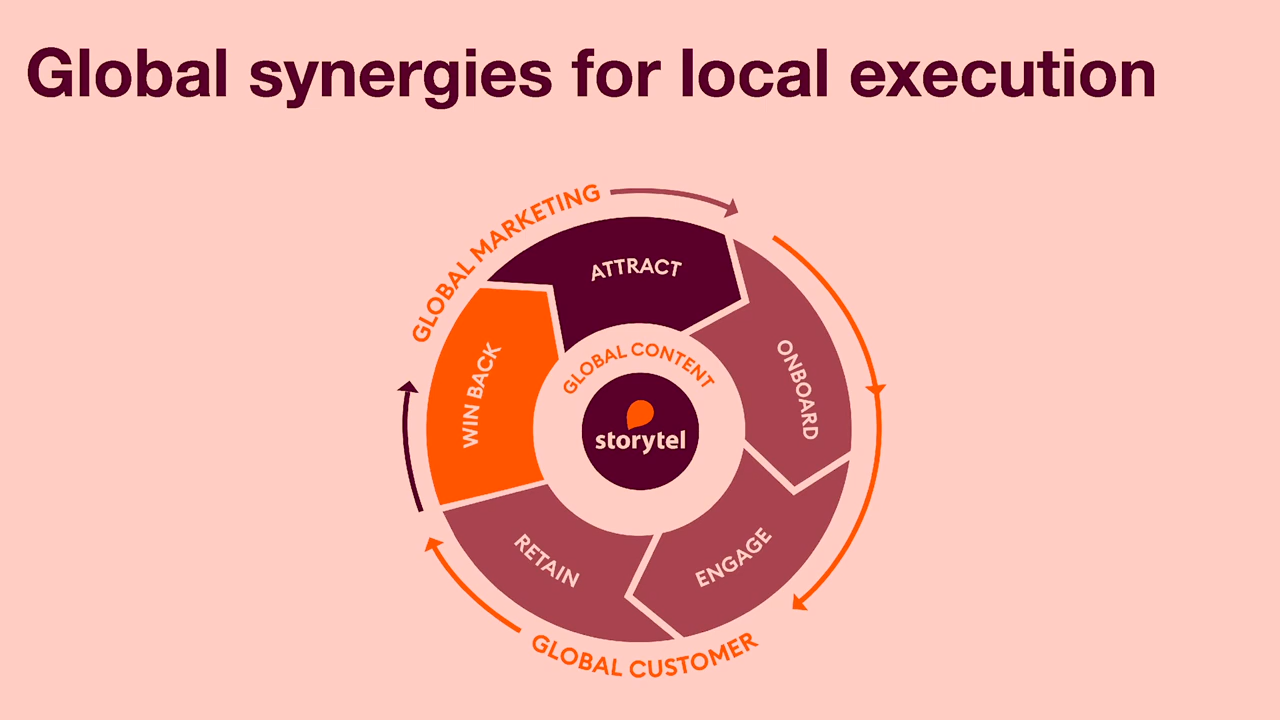 Global synergies for local execution
GLOBAL MARKETING
ATTRACT
ONBOARD
ENGAGE
RETAIN
WIN BACK
GLOBAL CONTENT
storytel
GLOBAL CUSTOMER